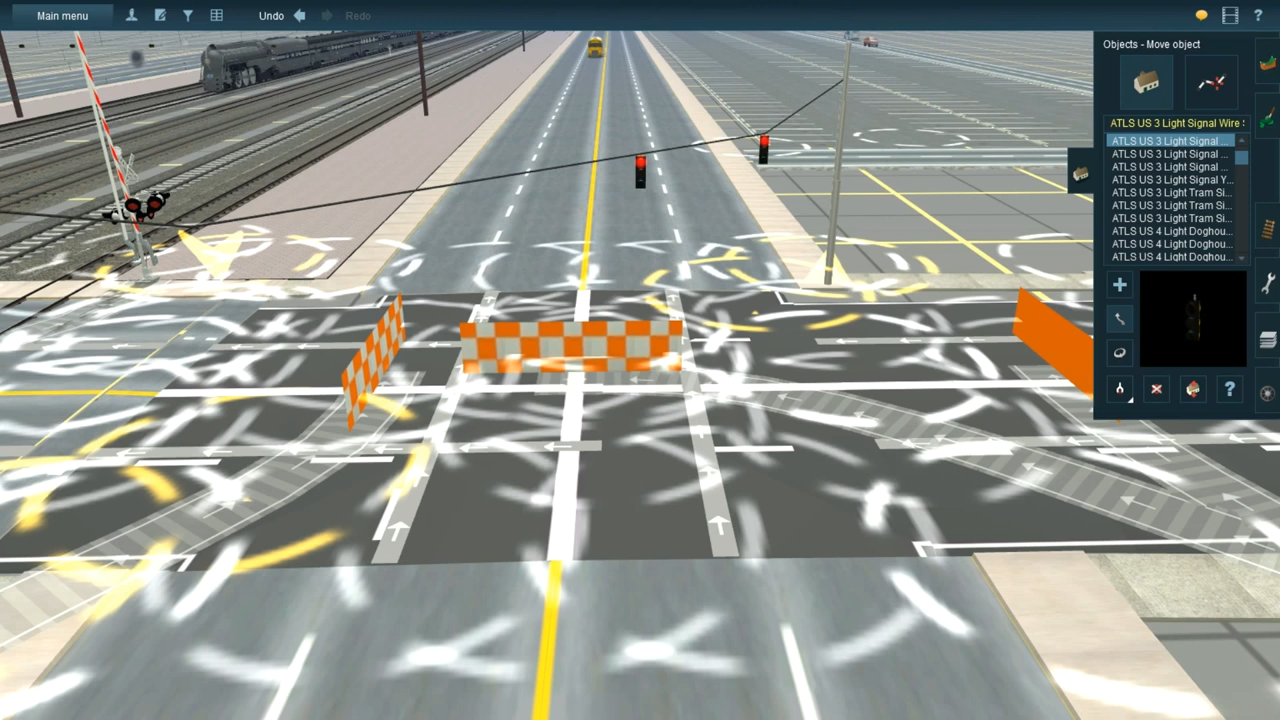 Main menu
Undo
Redo
?
Objects - Move object
ATLS US 3 Light Signal Wire
ATLS US 3 Light Signal ...
ATLS US 3 Light Signal ...
ATLS US 3 Light Signal ...
ATLS US 3 Light Signal Y...
ATLS US 3 Light Tram Si...
ATLS US 3 Light Tram Si...
ATLS US 3 Light Tram Si...
ATLS US 4 Light Doghou...
ATLS US 4 Light Doghou...
ATLS US 4 Light Doghou...
?